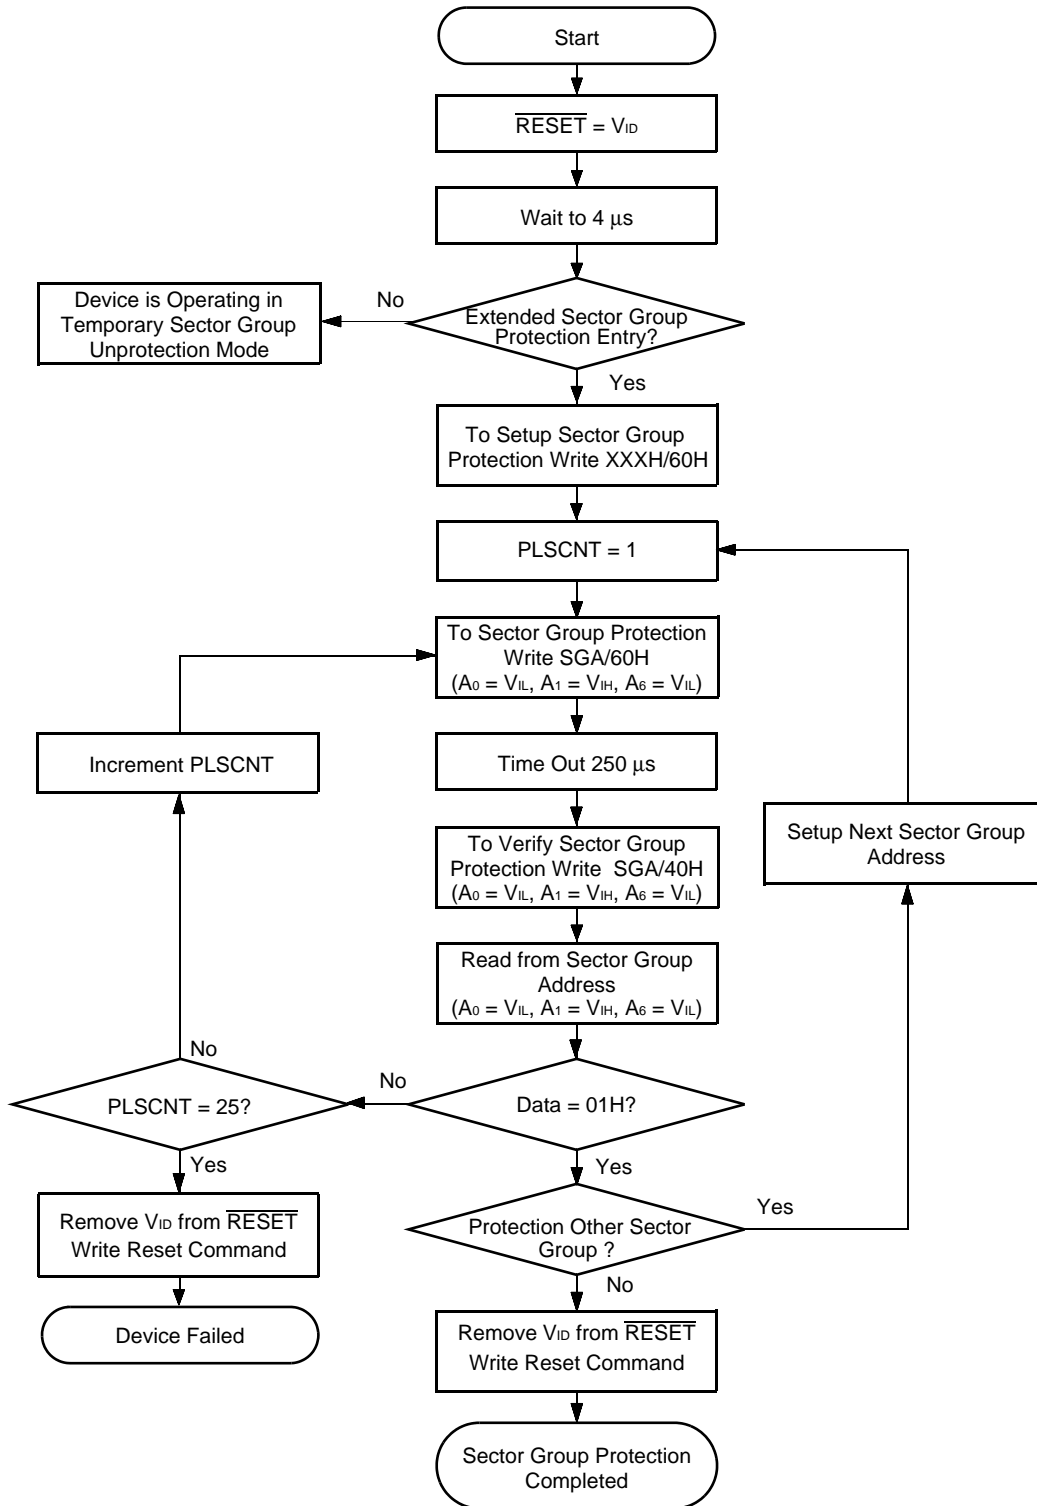 Start
RESET = VID
Wait to 4 μs
No
Device is Operating in
Temporary Sector Group
Unprotection Mode
Extended Sector Group
Protection Entry?
Yes
To Setup Sector Group
Protection Write XXXH/60H
PLSCNT = 1
To Sector Group Protection
Write SGA/60H
(A0 = VIL, A1 = VIH, A6 = VIL)
Increment PLSCNT
Time Out 250 μs
Setup Next Sector Group
Address
To Verify Sector Group
Protection Write SGA/40H
(A0 = VIL, A1 = VIH, A6 = VIL)
Read from Sector Group
Address
(A0 = VIL, A1 = VIH, A6 = VIL)
No
No
PLSCNT = 25?
Data = 01H?
Yes
Yes
Yes
Remove VID from RESET
Write Reset Command
Protection Other Sector
Group ?
No
Device Failed
Remove VID from RESET
Write Reset Command
Sector Group Protection
Completed